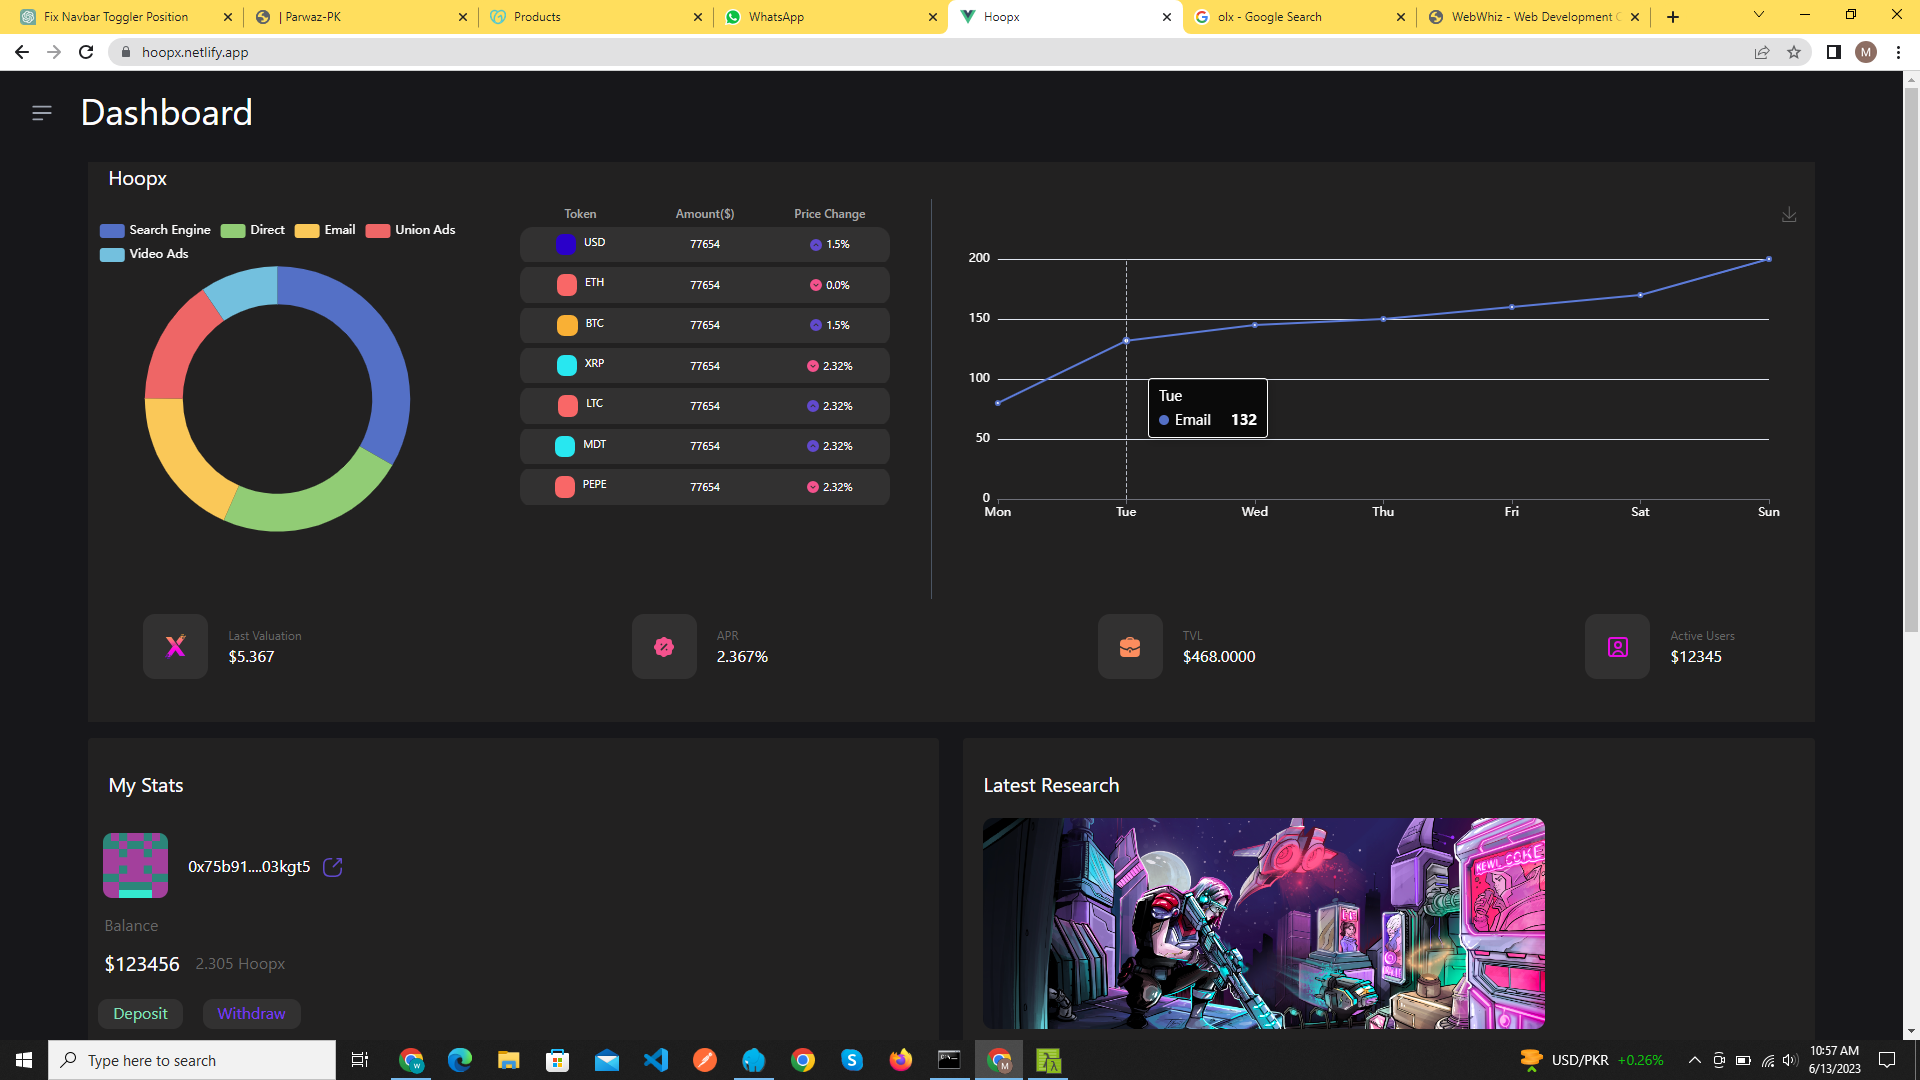 Fix Navbar Toggler Position
| Parwaz-PK
Products
WhatsApp
Hoopx
olx - Google Search
WebWhiz - Web Development
hoopx.netlify.app
M
Dashboard
Hoopx
Search Engine Direct Email Union Ads
Video Ads
Token Amount($) Price Change
USD 77654 1.5%
ETH 77654 0.0%
BTC 77654 1.5%
XRP 77654 2.32%
LTC 77654 2.32%
MDT 77654 2.32%
PEPE 77654 2.32%
200
150
100
50
0
Mon Tue Wed Thu Fri Sat Sun
Tue
Email 132
Last Valuation
$5.367
APR
2.367%
TVL
$468.0000
Active Users
$12345
My Stats
0x75b91....03kgt5
Balance
$123456 2.305 Hoopx
Deposit Withdraw
Latest Research
KEWL COKE
Type here to search
USD/PKR +0.26%
10:57 AM
6/13/2023